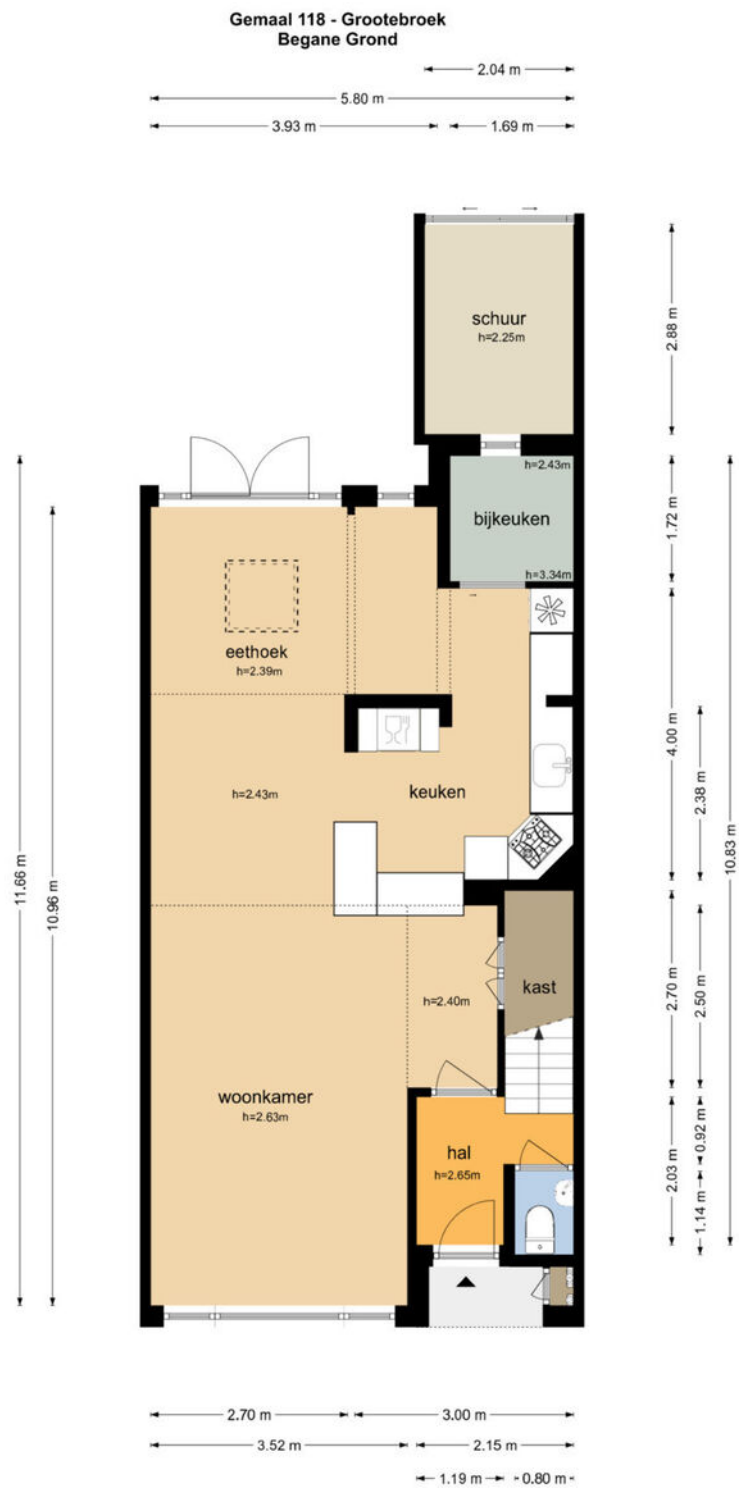 Gemaal 118 - Grootebroek
Begane Grond
2.04 m
5.80 m
3.93 m
1.69 m
schuur
h=2.25m
2.88 m
h=2.43m
bijkeuken
h=3.34m
1.72 m
eethoek
h=2.39m
h=2.43m
keuken
4.00 m
2.38 m
10.83 m
11.66 m
10.96 m
kast
h=2.40m
2.70 m
2.50 m
woonkamer
h=2.63m
hal
h=2.65m
2.03 m
0.92 m
1.14 m
2.70 m
3.00 m
3.52 m
2.15 m
1.19 m
0.80 m